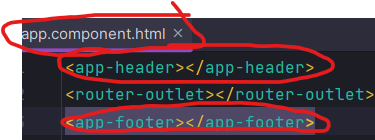 app.component.html ×
<app-header></app-header>
<router-outlet></router-outlet>
<app-footer></app-footer>